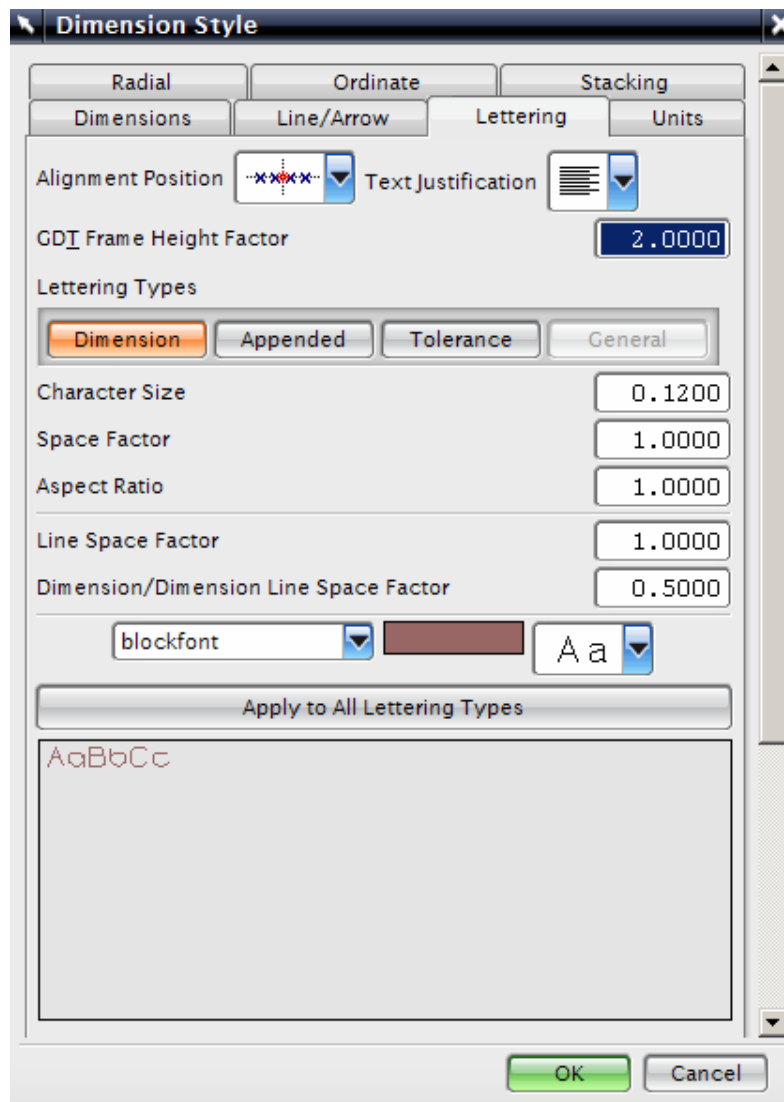 Dimension Style
Radial Ordinate Stacking
Dimensions Line/Arrow Lettering Units
Alignment Position Text Justification
GDT Frame Height Factor 2.0000
Lettering Types
Dimension Appended Tolerance General
Character Size 0.1200
Space Factor 1.0000
Aspect Ratio 1.0000
Line Space Factor 1.0000
Dimension/Dimension Line Space Factor 0.5000
blockfont Aa
Apply to All Lettering Types
AaBbCc
OK Cancel